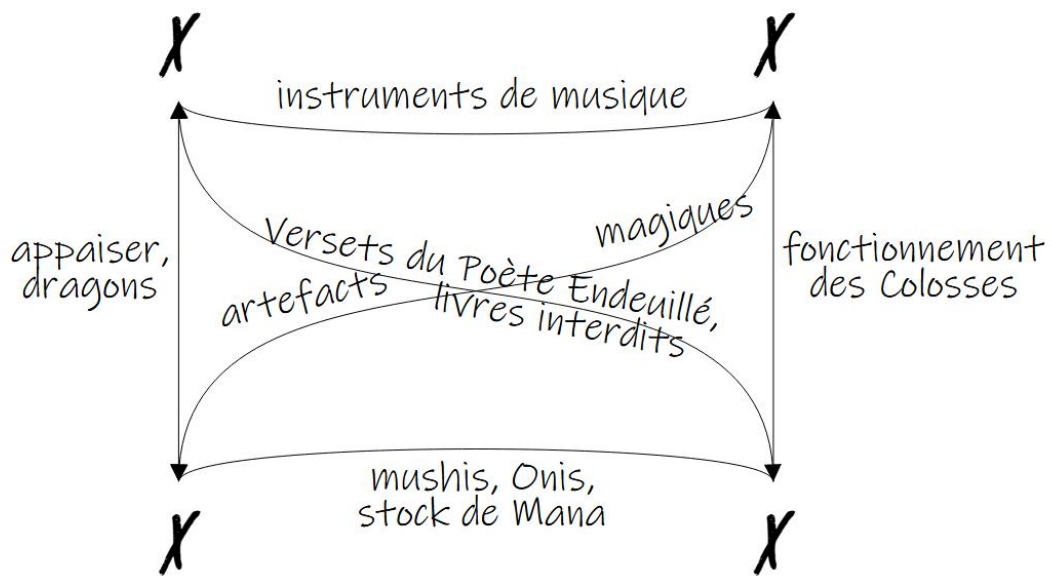 X X
instruments de musique
appaiser,
dragons
Versets du Poète Endeuillé,
livres interdits
artefacts magiques
fonctionnement
des Colosses
mushis, Onis,
stock de Mana
X X